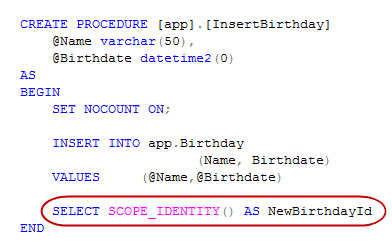 CREATE PROCEDURE [app].[InsertBirthday]
@Name varchar(50),
@Birthdate datetime2(0)
AS
BEGIN
SET NOCOUNT ON;
INSERT INTO app.Birthday
(Name, Birthdate)
VALUES (@Name,@Birthdate)
SELECT SCOPE_IDENTITY() AS NewBirthdayId
END